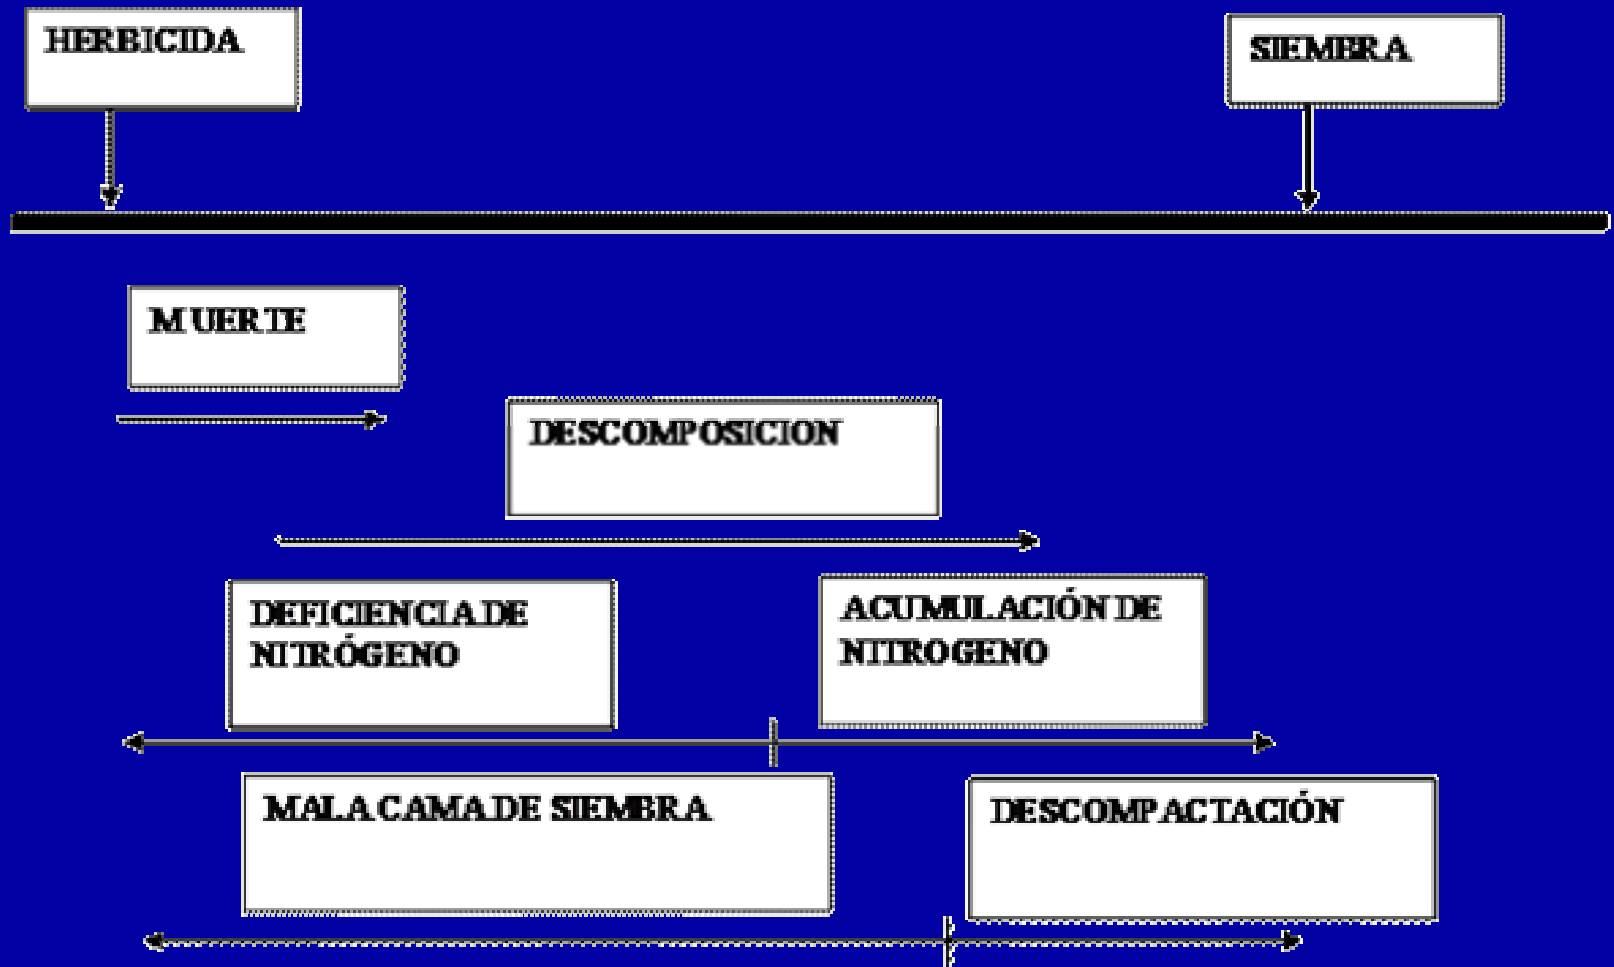 HERBICIDA
SIEMBRA
MUERTE
DESCOMPOSICION
DEFICIENCIA DE
NITRÓGENO
ACUMULACIÓN DE
NITROGENO
MALA CAMA DE SIEMBRA
DESCOMPACTACIÓN